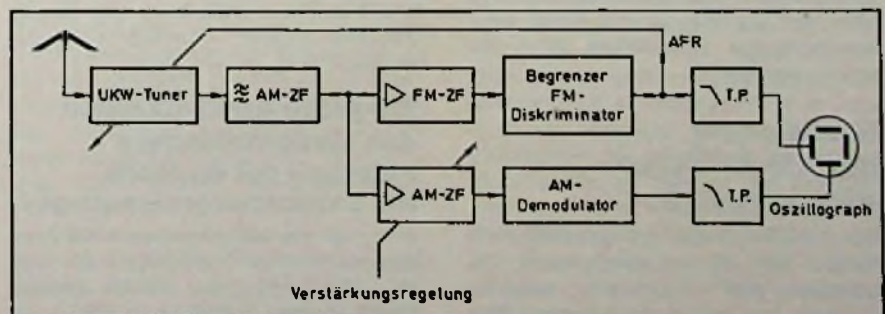 AFR
UKW-Tuner
AM-ZF
FM-ZF
Begrenzer
FM-
Diskriminator
T.P.
AM-ZF
AM-
Demodulator
T.P.
Oszillograph
Verstärkungsregelung